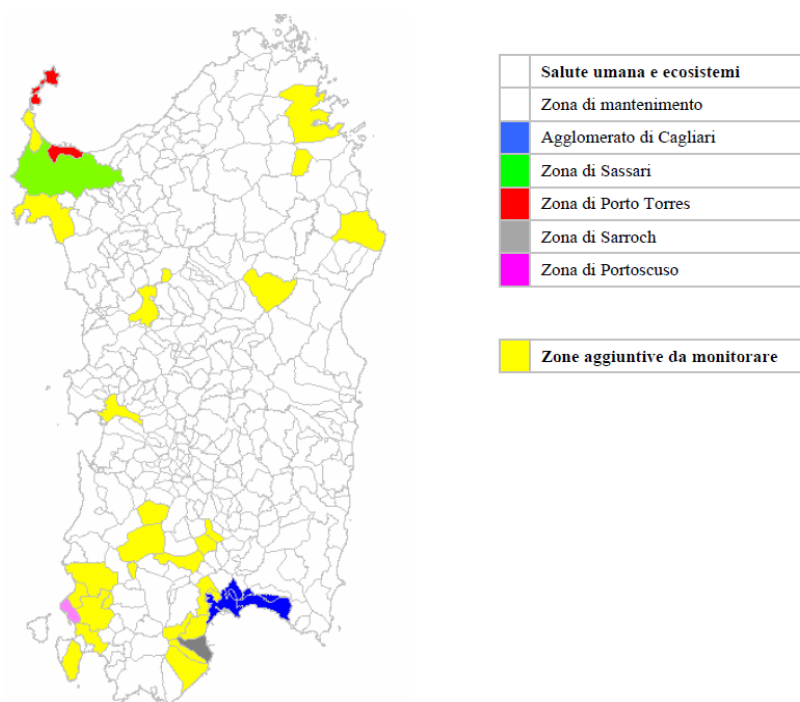 Salute umana e ecosistemi
Zona di mantenimento
Agglomerato di Cagliari
Zona di Sassari
Zona di Porto Torres
Zona di Sarroch
Zona di Portoscuso
Zone aggiuntive da monitorare